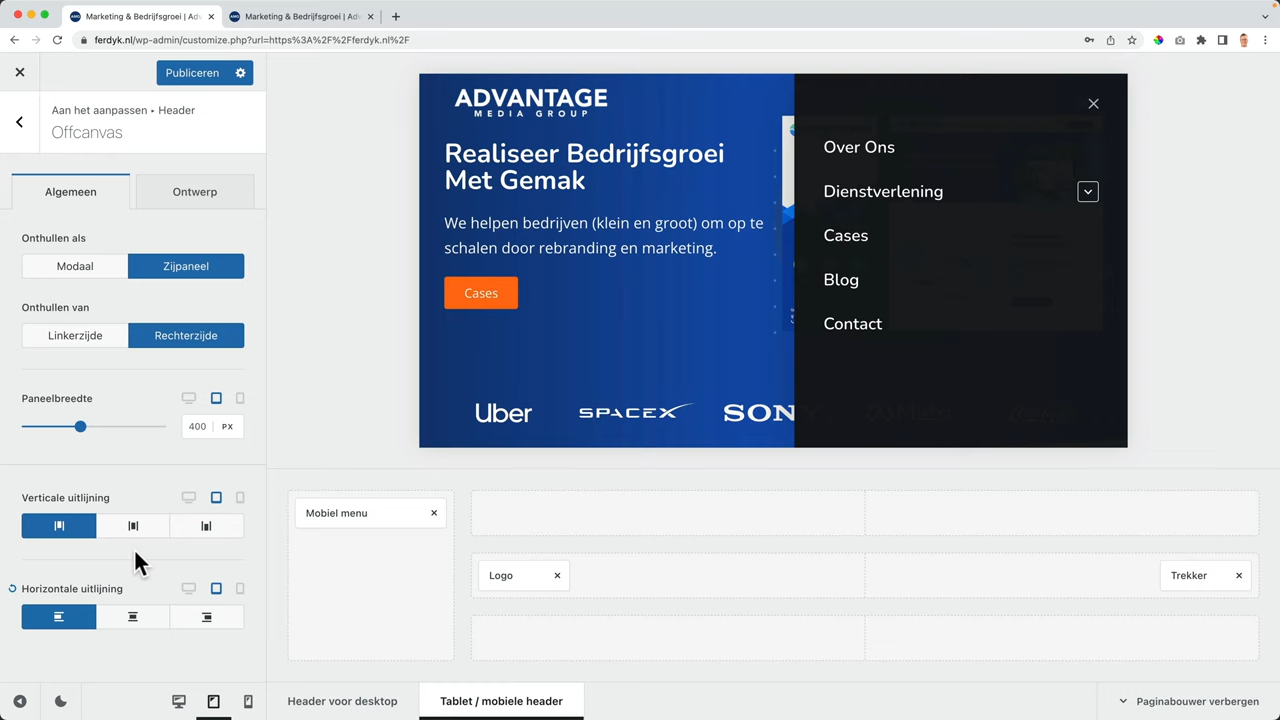 Marketing & Bedrijfsgroei | Adv
Marketing & Bedrijfsgroei | Adv
ferdyk.nl/wp-admin/customize.php?url=https%3A%2F%2Fferdyk.nl%2F
Publiceren
Aan het aanpassen ▸ Header
Offcanvas
Algemeen
Ontwerp
Onthullen als
Modaal
Zijpaneel
Onthullen van
Linkerzijde
Rechterzijde
Paneelbreedte
400
PX
Verticale uitlijning
Horizontale uitlijning
ADVANTAGE
MEDIA GROUP
Realiseer Bedrijfsgroei
Met Gemak
We helpen bedrijven (klein en groot) om op te
schalen door rebranding en marketing.
Cases
Uber
SPACEX
SONY
Over Ons
Dienstverlening
Cases
Blog
Contact
Mobiel menu
Logo
Trekker
Header voor desktop
Tablet / mobiele header
Paginabouwer verbergen